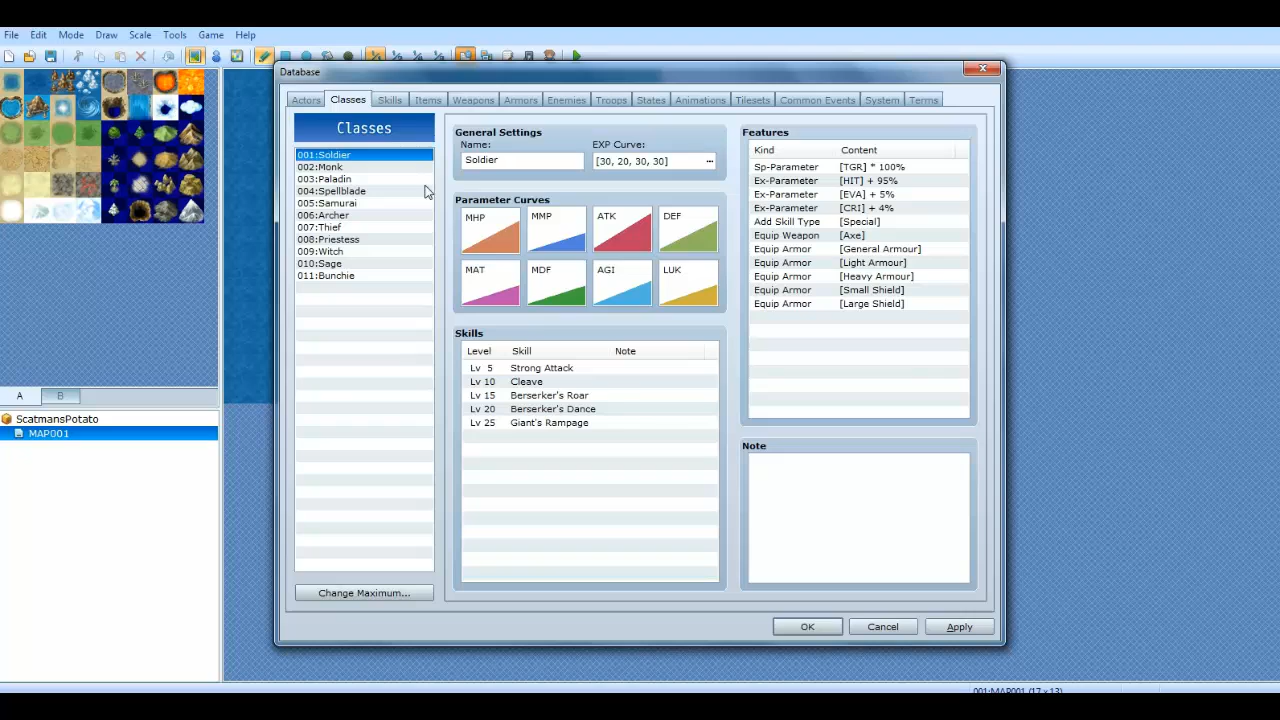 File Edit Mode Draw Scale Tools Game Help
Database
Actors Classes Skills Items Weapons Armors Enemies Troops States Animations Tilesets Common Events System Terms
Classes
001:Soldier
002:Monk
003:Paladin
004:Spellblade
005:Samurai
006:Archer
007:Thief
008:Priestess
009:Witch
010:Sage
011:Bunchie
Change Maximum...
General Settings
Name: EXP Curve:
Soldier [30, 20, 30, 30] ...
Parameter Curves
MHP MMP ATK DEF
MAT MDF AGI LUK
Skills
Level Skill Note
Lv 5 Strong Attack
Lv 10 Cleave
Lv 15 Berserker's Roar
Lv 20 Berserker's Dance
Lv 25 Giant's Rampage
Features
Kind Content
Sp-Parameter [TGR] * 100%
Ex-Parameter [HIT] + 95%
Ex-Parameter [EVA] + 5%
Ex-Parameter [CRI] + 4%
Add Skill Type [Special]
Equip Weapon [Axe]
Equip Armor [General Armour]
Equip Armor [Light Armour]
Equip Armor [Heavy Armour]
Equip Armor [Small Shield]
Equip Armor [Large Shield]
Note
OK Cancel Apply
A B
ScatmansPotato
MAP001
001:MAP001 (17 x 13)